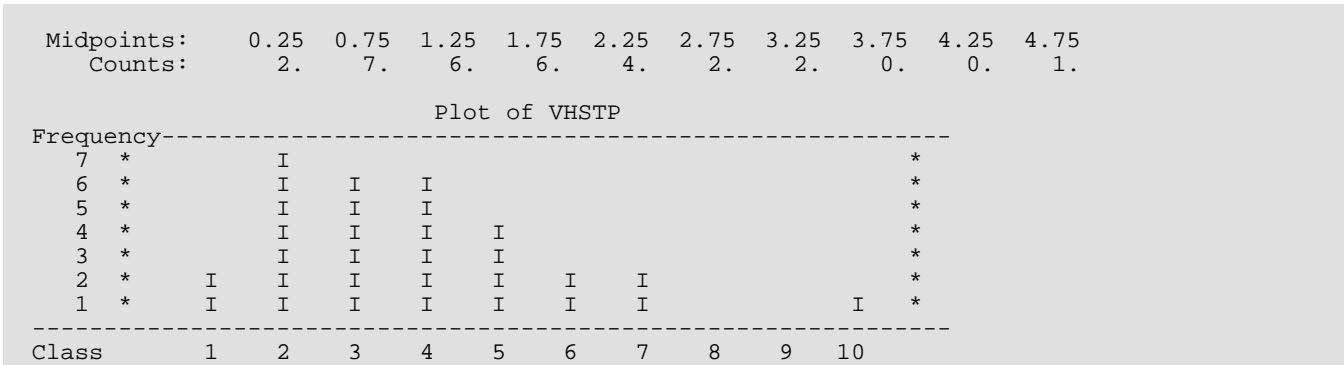 Midpoints: 0.25 0.75 1.25 1.75 2.25 2.75 3.25 3.75 4.25 4.75
Counts: 2. 7. 6. 6. 4. 2. 2. 0. 0. 1.
Plot of VHSTP
Frequency-------------------------------------------------------
7 * I *
6 * I I I *
5 * I I I *
4 * I I I I *
3 * I I I I *
2 * I I I I I I I *
1 * I I I I I I I I *
----------------------------------------------------------------
Class 1 2 3 4 5 6 7 8 9 10